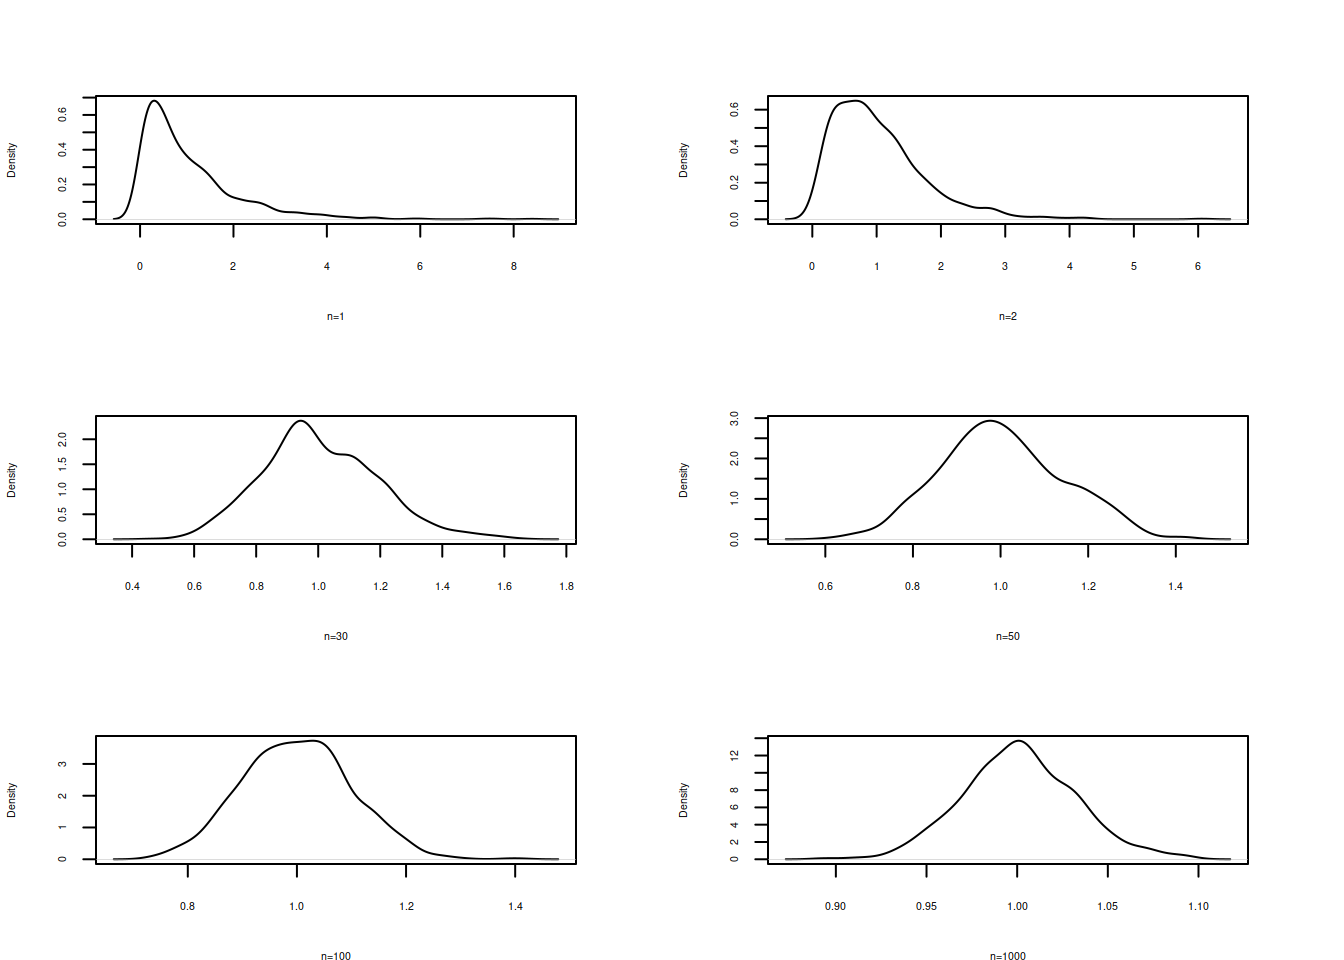 Density
0.0 0.2 0.4 0.6
0 2 4 6 8
n=1
Density
0.0 0.2 0.4 0.6
0 1 2 3 4 5 6
n=2
Density
0.0 0.5 1.0 1.5 2.0
0.4 0.6 0.8 1.0 1.2 1.4 1.6 1.8
n=30
Density
0.0 1.0 2.0 3.0
0.6 0.8 1.0 1.2 1.4
n=50
Density
0 1 2 3
0.8 1.0 1.2 1.4
n=100
Density
0 2 4 6 8 12
0.90 0.95 1.00 1.05 1.10
n=1000